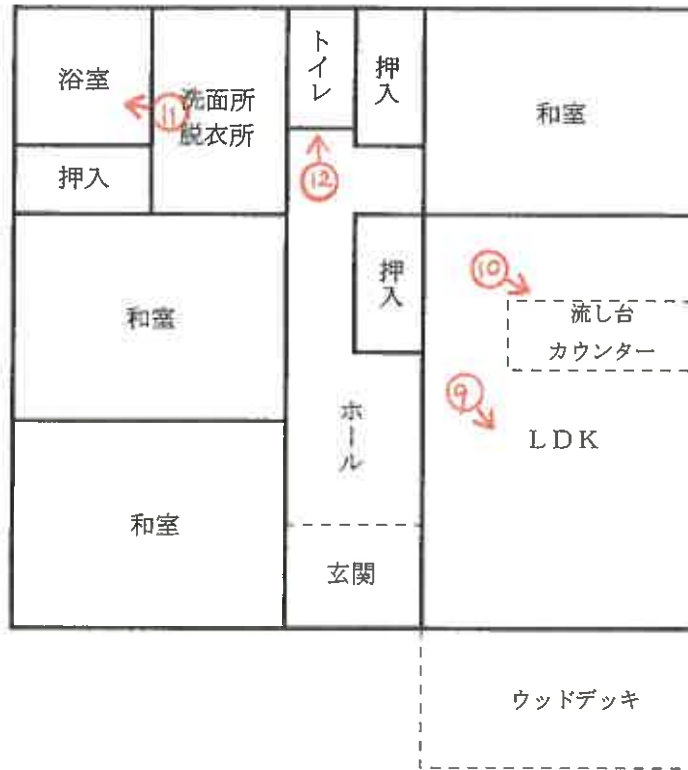 浴室
⑪
洗面所
脱衣所
トイレ
押入
和室
押入
⑫
押入
⑩
流し台
カウンター
和室
⑨
LDK
ホール
和室
玄関
ウッドデッキ